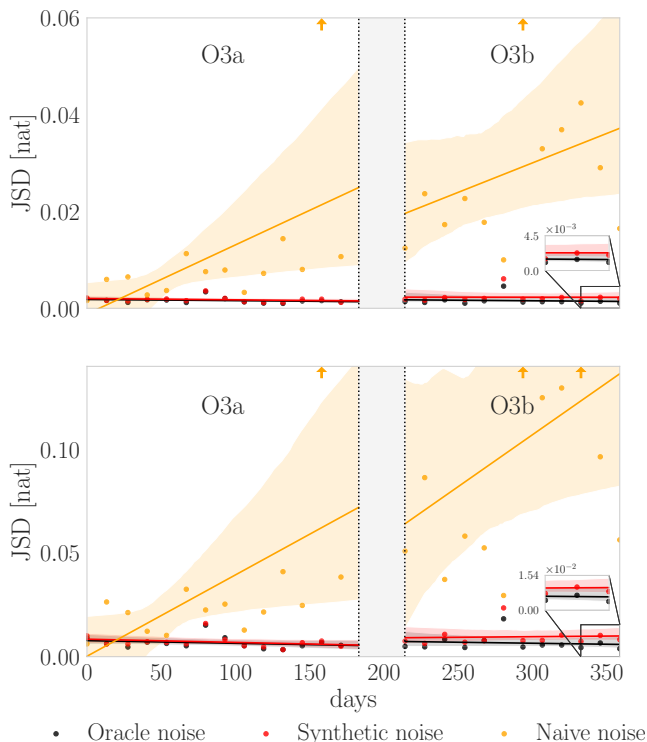 0.06
O3a
O3b
0.04
JSD [nat]
0.02
4.5
×10⁻³
0.0
0.00
O3a
O3b
0.10
JSD [nat]
0.05
1.54
×10⁻²
0.00
0.00
0 50 100 150 200 250 300 350
days
Oracle noise Synthetic noise Naive noise